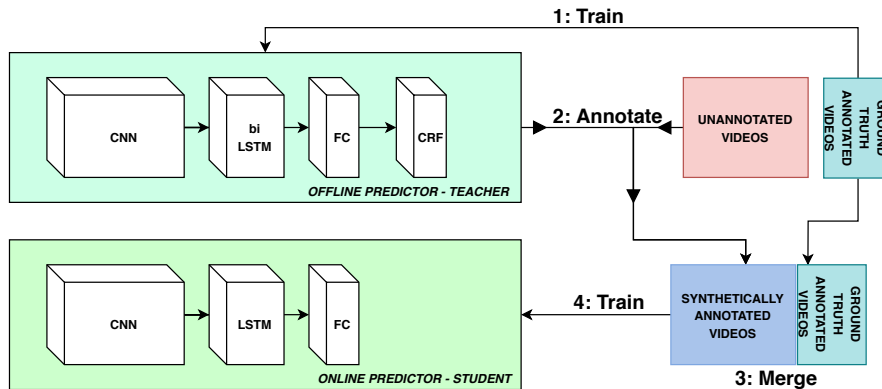 1: Train
CNN
bi
LSTM
FC
CRF
OFFLINE PREDICTOR - TEACHER
2: Annotate
UNANNOTATED
VIDEOS
GROUND
TRUTH
ANNOTATED
VIDEOS
CNN
LSTM
FC
ONLINE PREDICTOR - STUDENT
4: Train
SYNTHETICALLY
ANNOTATED
VIDEOS
GROUND
TRUTH
ANNOTATED
VIDEOS
3: Merge